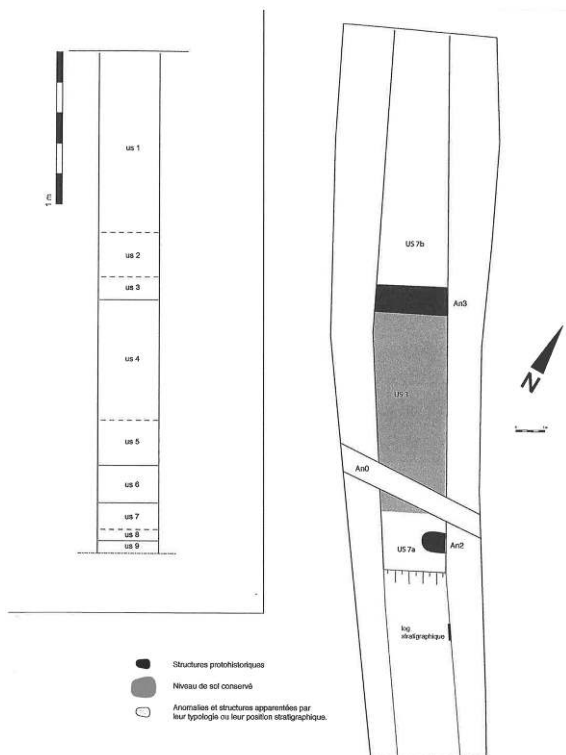 us 1
us 2
us 3
us 4
us 5
us 6
us 7
us 8
us 9
1 m
US 7b
An3
An0
US 7a
An2
log
stratigraphique
N
Structures protohistoriques
Niveau de sol conservé
Anomalies et structures apparentées par
leur typologie ou leur position stratigraphique.